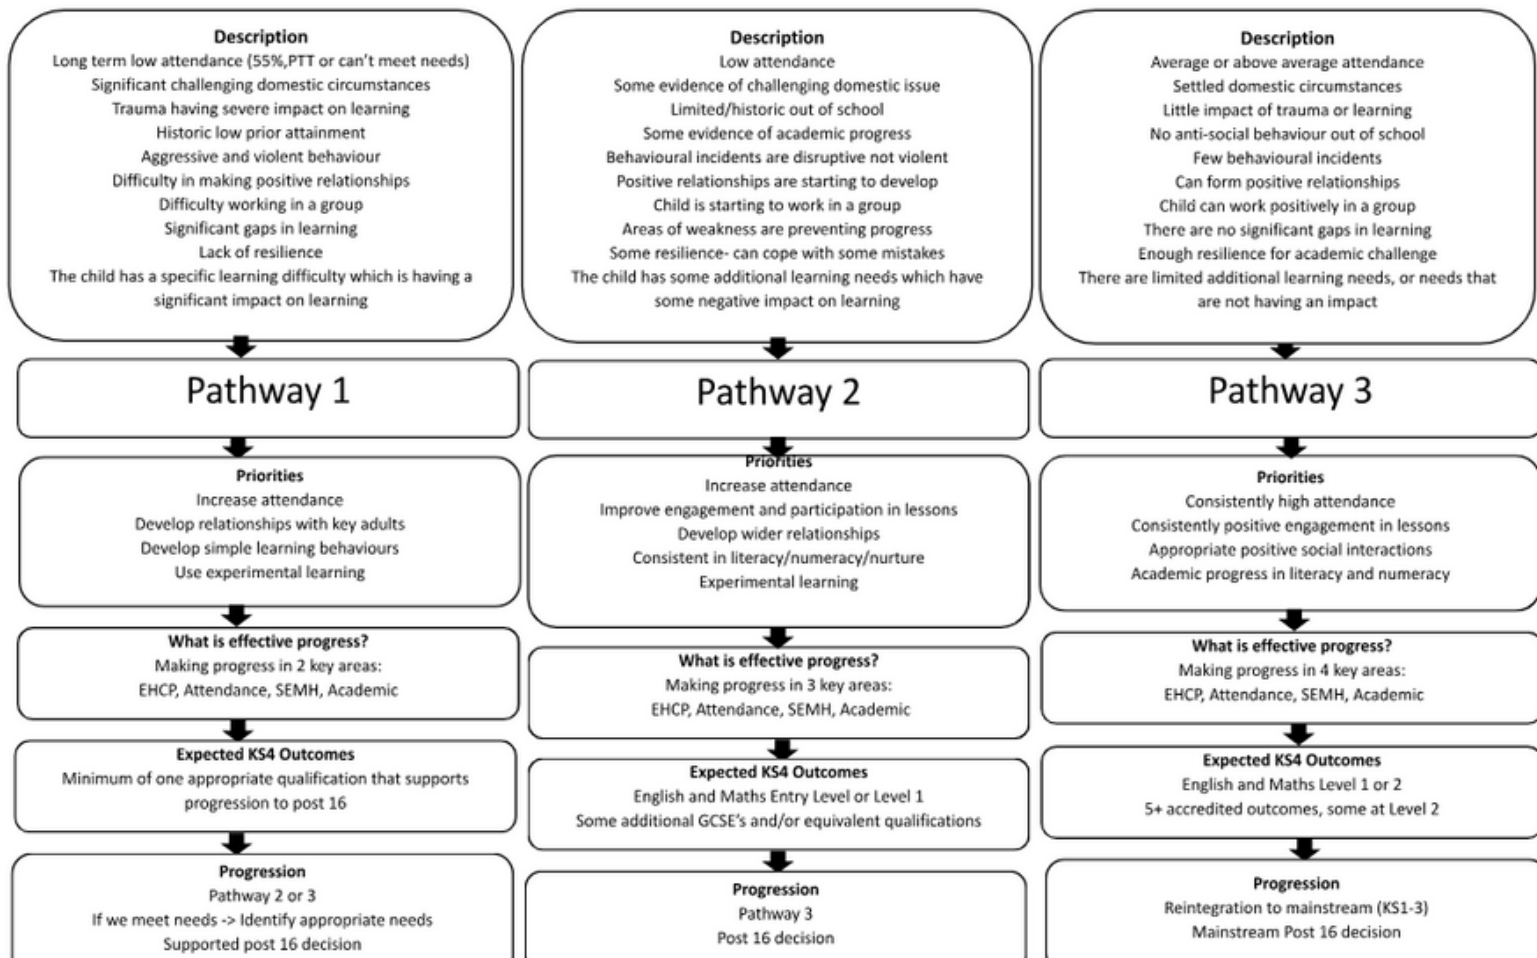 Description
Long term low attendance (55%,PTT or can't meet needs)
Significant challenging domestic circumstances
Trauma having severe impact on learning
Historic low prior attainment
Aggressive and violent behaviour
Difficulty in making positive relationships
Difficulty working in a group
Significant gaps in learning
Lack of resilience
The child has a specific learning difficulty which is having a
significant impact on learning
Pathway 1
Priorities
Increase attendance
Develop relationships with key adults
Develop simple learning behaviours
Use experimental learning
What is effective progress?
Making progress in 2 key areas:
EHCP, Attendance, SEMH, Academic
Expected KS4 Outcomes
Minimum of one appropriate qualification that supports
progression to post 16
Progression
Pathway 2 or 3
If we meet needs -> Identify appropriate needs
Supported post 16 decision
Description
Low attendance
Some evidence of challenging domestic issue
Limited/historic out of school
Some evidence of academic progress
Behavioural incidents are disruptive not violent
Positive relationships are starting to develop
Child is starting to work in a group
Areas of weakness are preventing progress
Some resilience- can cope with some mistakes
The child has some additional learning needs which have
some negative impact on learning
Pathway 2
Priorities
Increase attendance
Improve engagement and participation in lessons
Develop wider relationships
Consistent in literacy/numeracy/nurture
Experimental learning
What is effective progress?
Making progress in 3 key areas:
EHCP, Attendance, SEMH, Academic
Expected KS4 Outcomes
English and Maths Entry Level or Level 1
Some additional GCSE's and/or equivalent qualifications
Progression
Pathway 3
Post 16 decision
Description
Average or above average attendance
Settled domestic circumstances
Little impact of trauma or learning
No anti-social behaviour out of school
Few behavioural incidents
Can form positive relationships
Child can work positively in a group
There are no significant gaps in learning
Enough resilience for academic challenge
There are limited additional learning needs, or needs that
are not having an impact
Pathway 3
Priorities
Consistently high attendance
Consistently positive engagement in lessons
Appropriate positive social interactions
Academic progress in literacy and numeracy
What is effective progress?
Making progress in 4 key areas:
EHCP, Attendance, SEMH, Academic
Expected KS4 Outcomes
English and Maths Level 1 or 2
5+ accredited outcomes, some at Level 2
Progression
Reintegration to mainstream (KS1-3)
Mainstream Post 16 decision